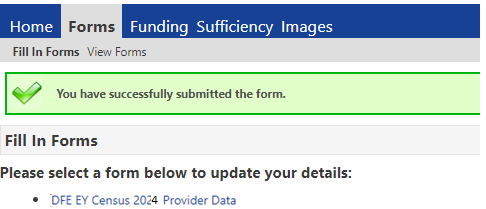 Home Forms Funding Sufficiency Images
Fill In Forms View Forms
You have successfully submitted the form.
Fill In Forms
Please select a form below to update your details:
• DFE EY Census 2024 Provider Data